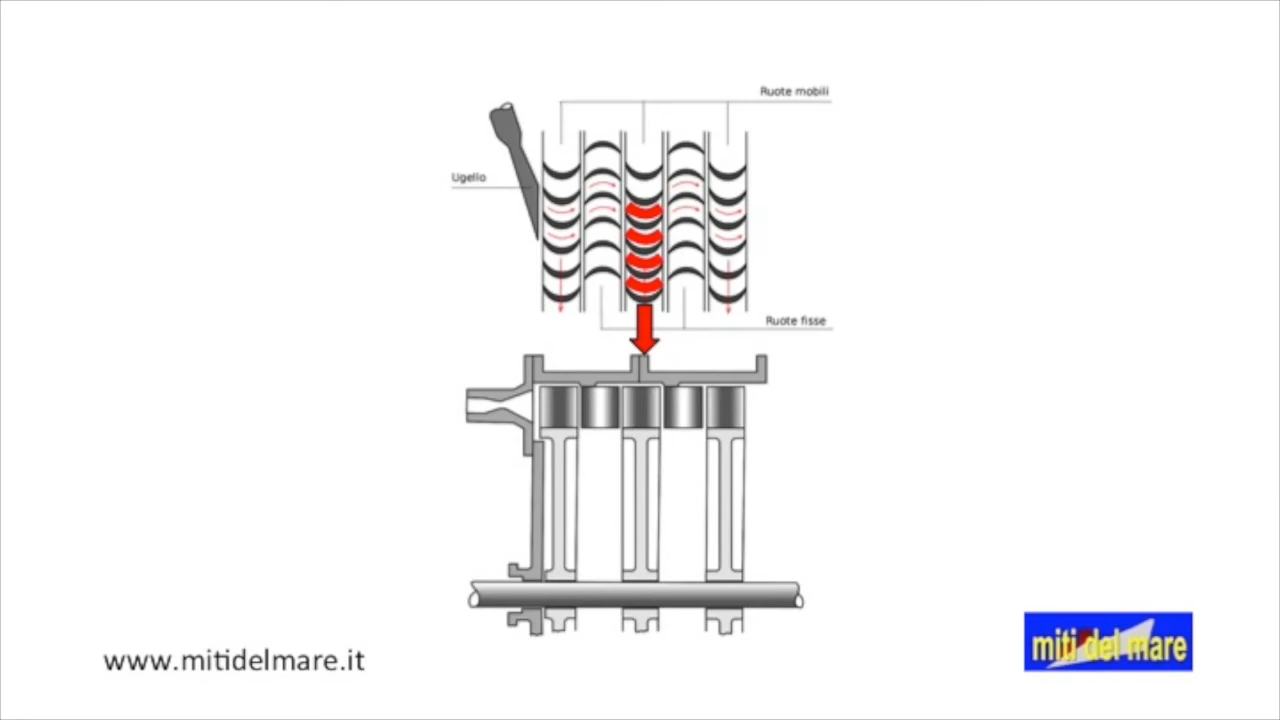 Ruote mobili
Ugello
Ruote fisse
www.mitidelmare.it
miti del mare